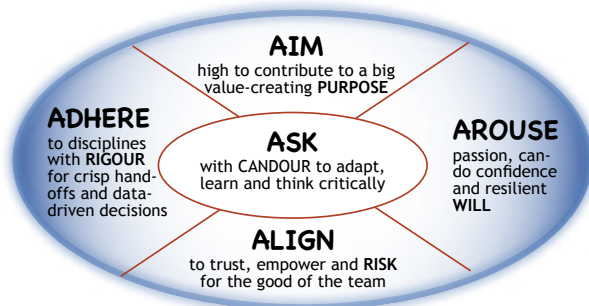 AIM
high to contribute to a big
value-creating PURPOSE
ADHERE
to disciplines
with RIGOUR
for crisp hand-
offs and data-
driven decisions
ASK
with CANDOUR to adapt,
learn and think critically
AROUSE
passion, can-
do confidence
and resilient
WILL
ALIGN
to trust, empower and RISK
for the good of the team